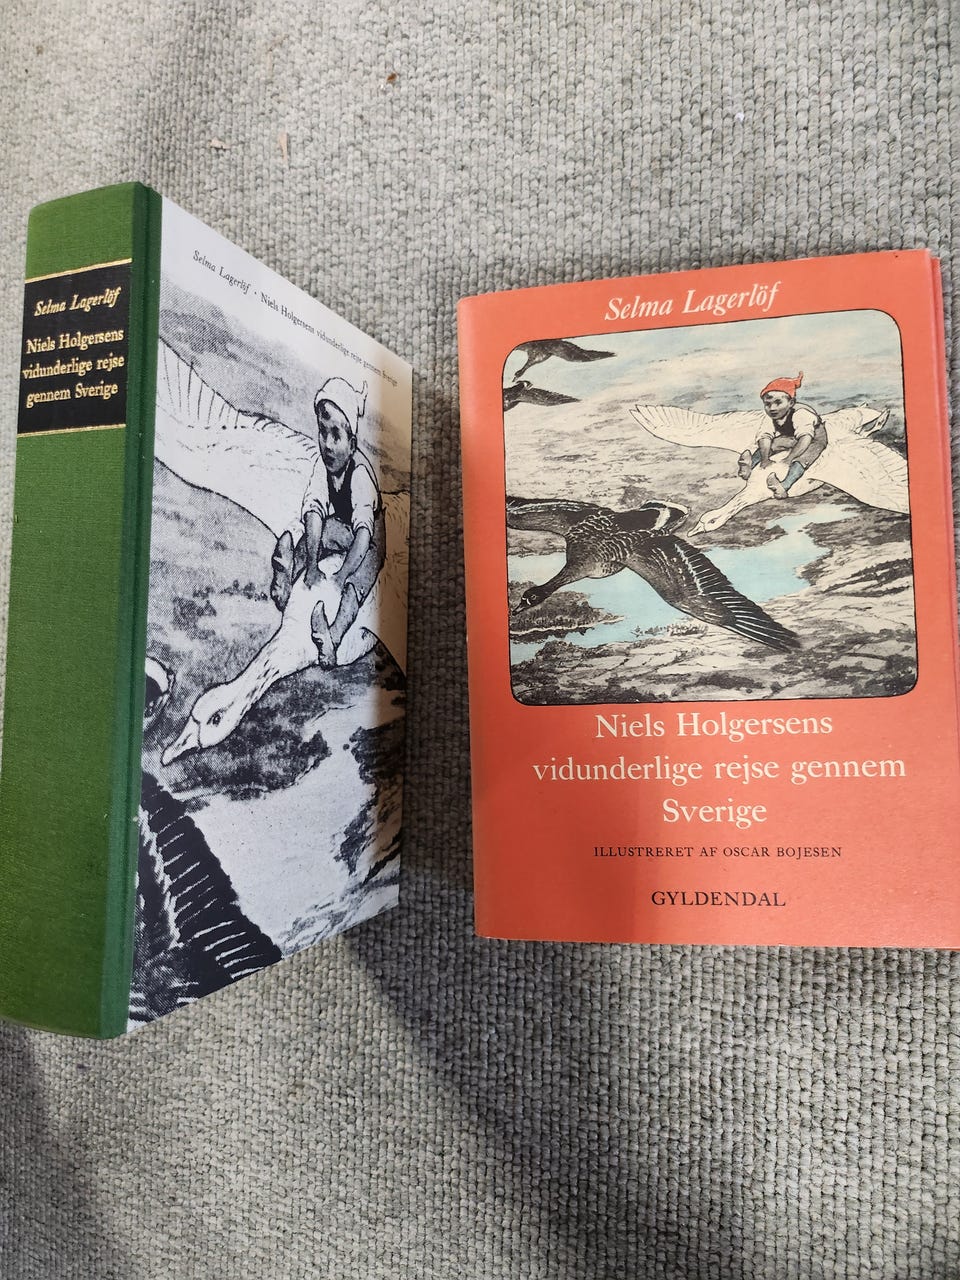 Selma Lagerlöf
Niels Holgersens
vidunderlige rejse
gennem Sverige
Selma Lagerlöf · Niels Holgersens vidunderlige rejse gennem Sverige
Selma Lagerlöf
Niels Holgersens
vidunderlige rejse gennem
Sverige
ILLUSTRERET AF OSCAR BOJESEN
GYLDENDAL